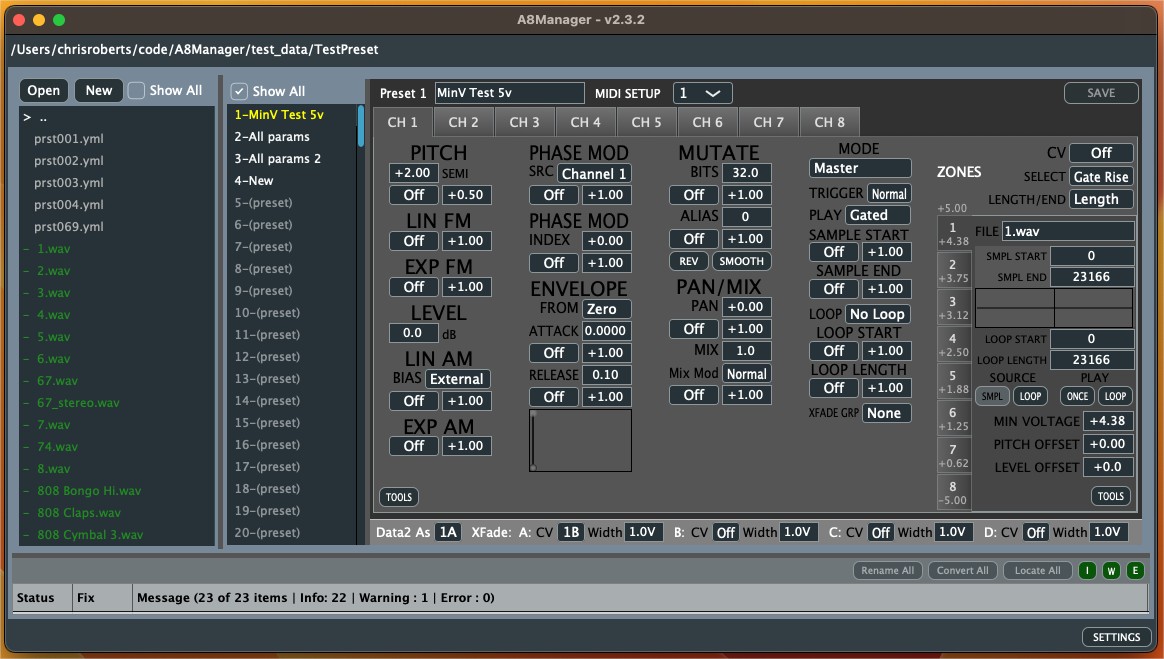 A8Manager - v2.3.2
/Users/chrisroberts/code/A8Manager/test_data/TestPreset
Open New Show All
> ..
prst001.yml
prst002.yml
prst003.yml
prst004.yml
prst069.yml
- 1.wav
- 2.wav
- 3.wav
- 4.wav
- 5.wav
- 6.wav
- 67.wav
- 67_stereo.wav
- 7.wav
- 74.wav
- 8.wav
- 808 Bongo Hi.wav
- 808 Claps.wav
- 808 Cymbal 3.wav
Show All
1-MinV Test 5v
2-All params
3-All params 2
4-New
5-(preset)
6-(preset)
7-(preset)
8-(preset)
9-(preset)
10-(preset)
11-(preset)
12-(preset)
13-(preset)
14-(preset)
15-(preset)
16-(preset)
17-(preset)
18-(preset)
19-(preset)
20-(preset)
Preset 1 MinV Test 5v MIDI SETUP 1 SAVE
CH 1 CH 2 CH 3 CH 4 CH 5 CH 6 CH 7 CH 8
PITCH
+2.00 SEMI
Off +0.50
LIN FM
Off +1.00
EXP FM
Off +1.00
LEVEL
0.0 dB
LIN AM
BIAS External
Off +1.00
EXP AM
Off +1.00
TOOLS
PHASE MOD
SRC Channel 1
Off +1.00
PHASE MOD
INDEX +0.00
Off +1.00
ENVELOPE
FROM Zero
ATTACK 0.0000
Off +1.00
RELEASE 0.10
Off +1.00
MUTATE
BITS 32.0
Off +1.00
ALIAS 0
Off +1.00
REV SMOOTH
PAN/MIX
PAN +0.00
Off +1.00
MIX 1.0
Mix Mod Normal
Off +1.00
MODE
Master
TRIGGER Normal
PLAY Gated
SAMPLE START
Off +1.00
SAMPLE END
Off +1.00
LOOP No Loop
LOOP START
Off +1.00
LOOP LENGTH
Off +1.00
XFADE GRP None
ZONES
+5.00
1
+4.38
2
+3.75
3
+3.12
4
+2.50
5
+1.88
6
+1.25
7
+0.62
8
-5.00
CV Off
SELECT Gate Rise
LENGTH/END Length
FILE 1.wav
SMPL START 0
SMPL END 23166
LOOP START 0
LOOP LENGTH 23166
SOURCE PLAY
SMPL LOOP ONCE LOOP
MIN VOLTAGE +4.38
PITCH OFFSET +0.00
LEVEL OFFSET +0.0
TOOLS
Data2 As 1A XFade: A: CV 1B Width 1.0V B: CV Off Width 1.0V C: CV Off Width 1.0V D: CV Off Width 1.0V
Rename All Convert All Locate All I W E
Status Fix Message (23 of 23 items | Info: 22 | Warning : 1 | Error : 0)
SETTINGS